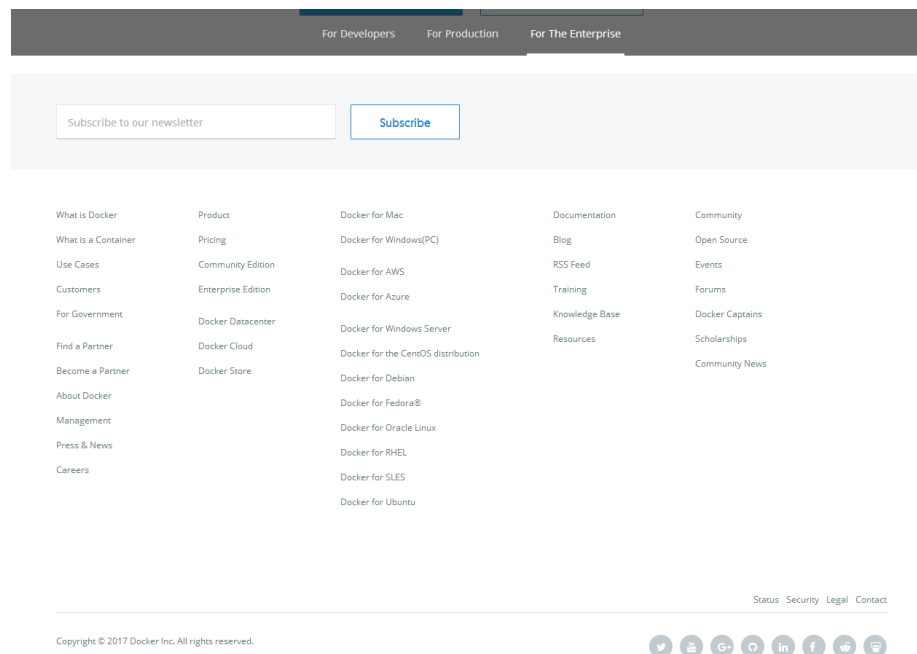 For Developers For Production For The Enterprise
Subscribe to our newsletter Subscribe
What is Docker
What is a Container
Use Cases
Customers
For Government
Find a Partner
Become a Partner
About Docker
Management
Press & News
Careers
Product
Pricing
Community Edition
Enterprise Edition
Docker Datacenter
Docker Cloud
Docker Store
Docker for Mac
Docker for Windows(PC)
Docker for AWS
Docker for Azure
Docker for Windows Server
Docker for the CentOS distribution
Docker for Debian
Docker for Fedora®
Docker for Oracle Linux
Docker for RHEL
Docker for SLES
Docker for Ubuntu
Documentation
Blog
RSS Feed
Training
Knowledge Base
Resources
Community
Open Source
Events
Forums
Docker Captains
Scholarships
Community News
Status Security Legal Contact
Copyright © 2017 Docker Inc. All rights reserved.